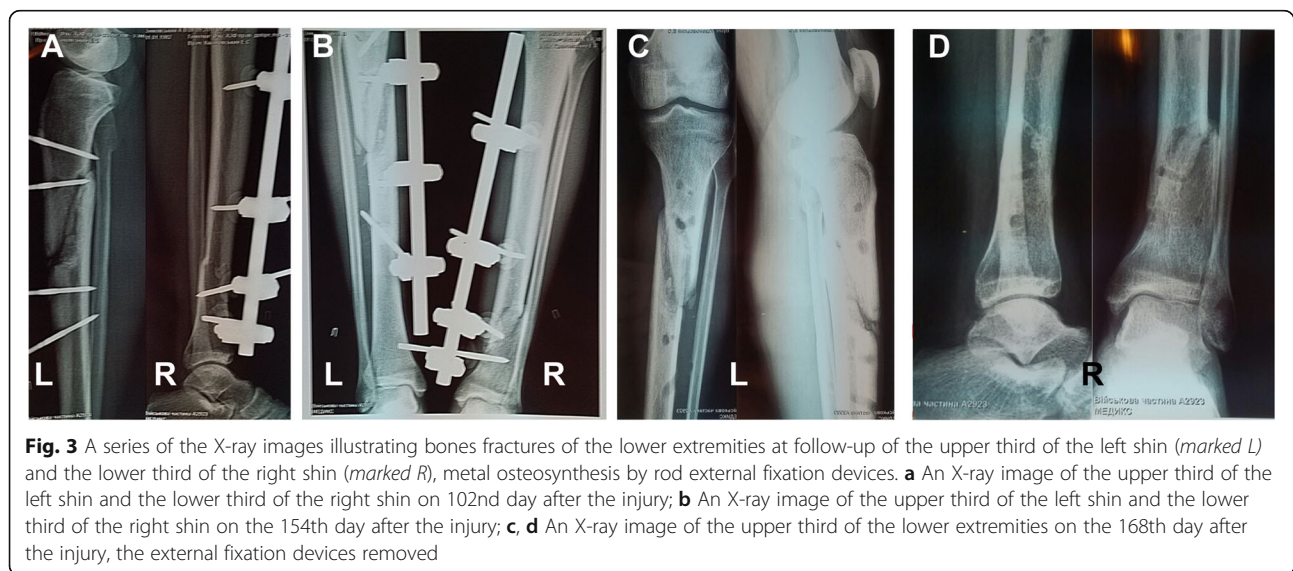 A
B
C
D
L
R
L
R
L
R
Військова частина А2923
МЕДИКС
частина А2923
Військова частина А2923
МЕДИКС
Fig. 3 A series of the X-ray images illustrating bones fractures of the lower extremities at follow-up of the upper third of the left shin (marked L)
and the lower third of the right shin (marked R), metal osteosynthesis by rod external fixation devices. a An X-ray image of the upper third of the
left shin and the lower third of the right shin on 102nd day after the injury; b An X-ray image of the upper third of the left shin and the lower
third of the right shin on the 154th day after the injury; c, d An X-ray image of the upper third of the lower extremities on the 168th day after
the injury, the external fixation devices removed